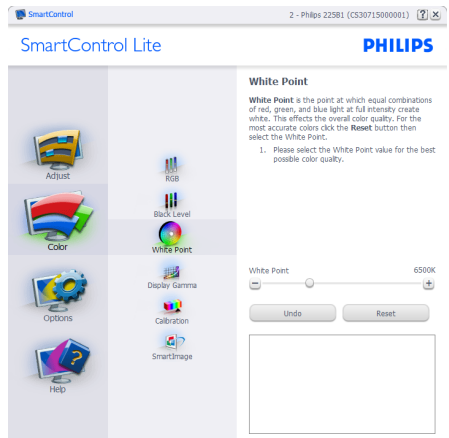 SmartControl
2 - Philips 225B1 (CS30715000001) ? X
SmartControl Lite
PHILIPS
Adjust
Color
Options
Help
RGB
Black Level
White Point
Display Gamma
Calibration
SmartImage
White Point
White Point is the point at which equal combinations
of red, green, and blue light at full intensity create
white. This effects the overall color quality. For the
most accurate colors click the Reset button then
select the White Point.
1. Please select the White Point value for the best
possible color quality.
White Point 6500K
Undo Reset